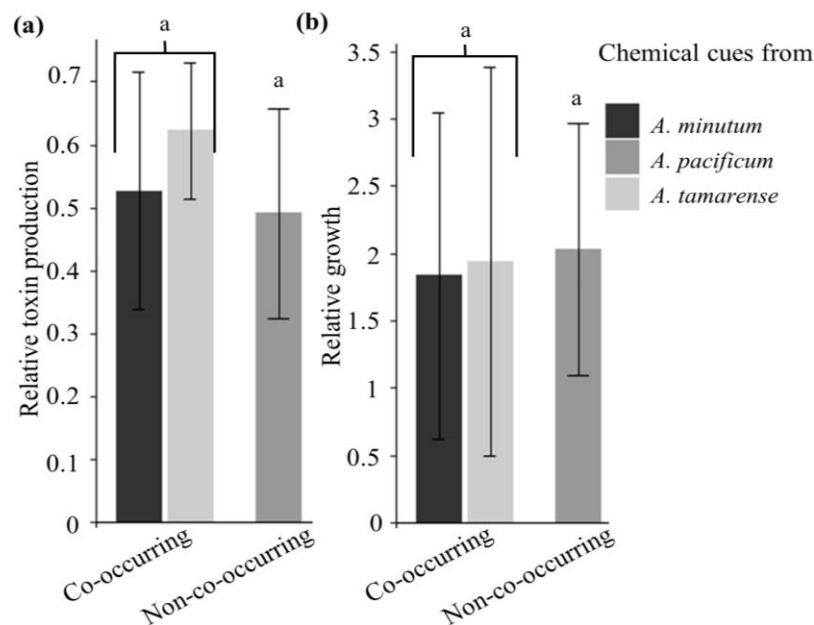 (a)
a
a
0.7
0.6
0.5
0.4
0.3
0.2
0.1
0
Relative toxin production
Co-occurring
Non-co-occurring
(b)
a
a
3.5
3
2.5
2
1.5
1
0.5
0
Relative growth
Co-occurring
Non-co-occurring
Chemical cues from
A. minutum
A. pacificum
A. tamarense